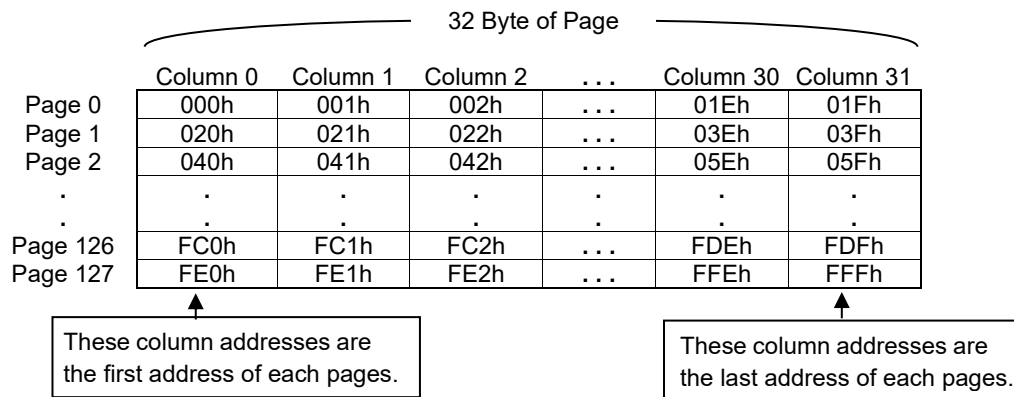 32 Byte of Page
Column 0 Column 1 Column 2 . . . Column 30 Column 31
Page 0 000h 001h 002h . . . 01Eh 01Fh
Page 1 020h 021h 022h . . . 03Eh 03Fh
Page 2 040h 041h 042h . . . 05Eh 05Fh
. . . . . . .
. . . . . . .
Page 126 FC0h FC1h FC2h . . . FDEh FDFh
Page 127 FE0h FE1h FE2h . . . FFEh FFFh
These column addresses are
the first address of each pages.
These column addresses are
the last address of each pages.